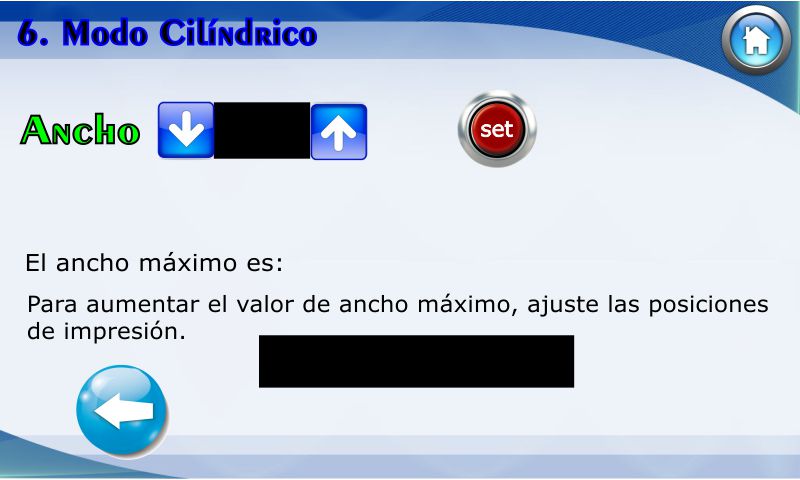 6. Modo Cilíndrico
Ancho
set
El ancho máximo es:
Para aumentar el valor de ancho máximo, ajuste las posiciones
de impresión.